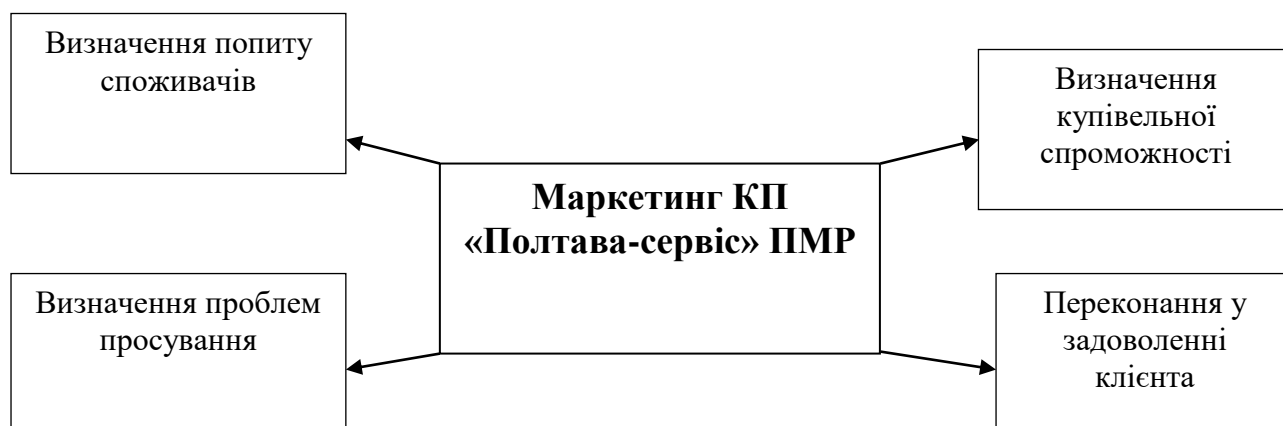 Визначення попиту
споживачів
Визначення
купівельної
спроможності
Маркетинг КП
«Полтава-сервіс» ПМР
Визначення проблем
просування
Переконання у
задоволенні
клієнта